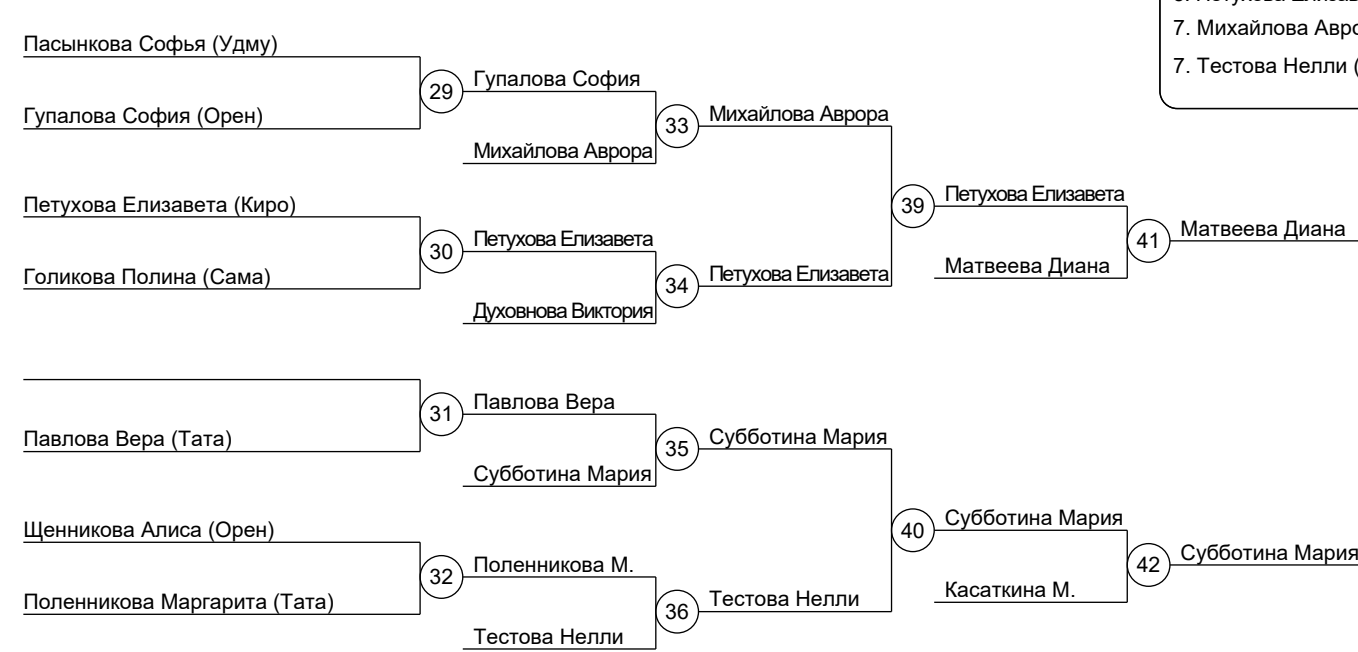 7. Михайлова
7. Тестова Нелли (
Пасынкова Софья (Удму)
29
Гупалова София
Гупалова София (Орен)
33
Михайлова Аврора
Михайлова Аврора
Петухова Елизавета (Киро)
39
Петухова Елизавета
30
Петухова Елизавета
41
Матвеева Диана
Матвеева Диана
Голикова Полина (Сама)
34
Петухова Елизавета
Духовнова Виктория
31
Павлова Вера
Павлова Вера (Тата)
35
Субботина Мария
Субботина Мария
Щенникова Алиса (Орен)
40
Субботина Мария
32
Поленникова М.
42
Субботина Мария
Касаткина М.
Поленникова Маргарита (Тата)
36
Тестова Нелли
Тестова Нелли